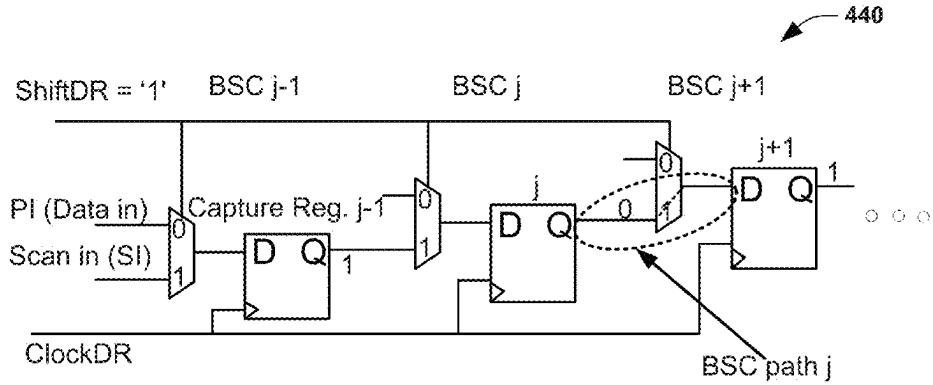 440
ShiftDR = '1'
BSC j-1
BSC j
BSC j+1
PI (Data in)
Scan in (SI)
0
1
Capture Reg. j-1
D Q
1
0
1
j
D Q
0
0
1
j+1
D Q
1
ClockDR
BSC path j